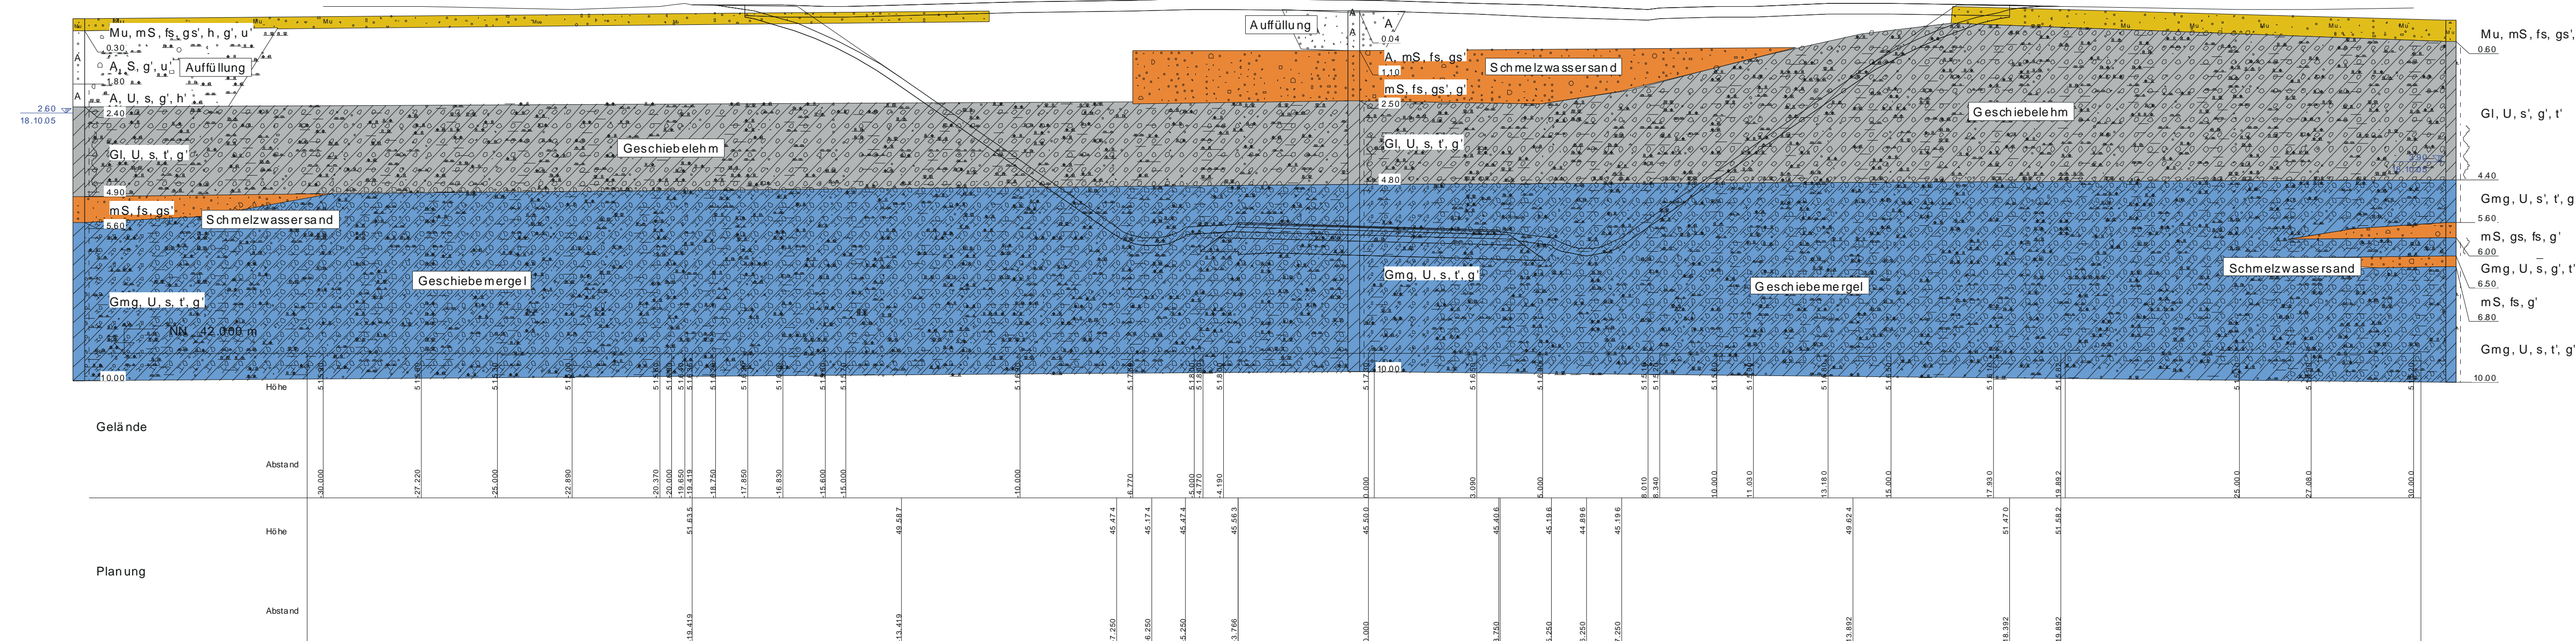 Mu, mS, fs, gs', h, g', u'
0.30
A, S, g', u'
Auffüllung
1.80
A, U, s, g', h'
2.40
2.60
18.10.05
Gl, U, s, t', g'
4.90
mS, fs, gs'
5.60
Schmelzwassersand
Gmg, U, s, t', g'
NN 42.000 m
10.00
Geschiebelehm
Geschiebemergel
Auffüllung
A
0.04
A, mS, fs, gs'
1.10
mS, fs, gs', g'
2.50
Schmelzwassersand
Gl, U, s, t', g'
4.80
Gmg, U, s, t', g'
10.00
Geschiebelehm
Geschiebemergel
Schmelzwassersand
Mu, mS, fs, gs',
0.60
Gl, U, s', g', t'
4.40
Gmg, U, s', t', g
5.80
mS, gs, fs, g'
6.00
Gmg, U, s, g', t'
6.50
mS, fs, g'
6.80
Gmg, U, s, t', g'
10.00
Höhe
Gelände
Abstand
-30.000 -27.220 -25.000 -22.890 -20.370 -20.000 -19.650 -19.419 -18.750 -17.850 -16.830 -15.600 -15.000 -10.000 -6.770 -5.000 -4.770 -4.190 0.000 3.090 5.000 8.010 8.340 10.000 11.030 13.180 15.000 17.930 19.892 25.000 27.080 30.000
Höhe
51.635 49.587 45.474 45.174 45.474 45.563 45.500 45.406 45.196 44.896 45.196 49.624 51.470 51.582
Planung
Abstand
-19.419 -13.419 -7.250 -6.250 -5.250 -3.766 0.000 3.750 5.250 6.250 7.250 13.892 18.392 19.892